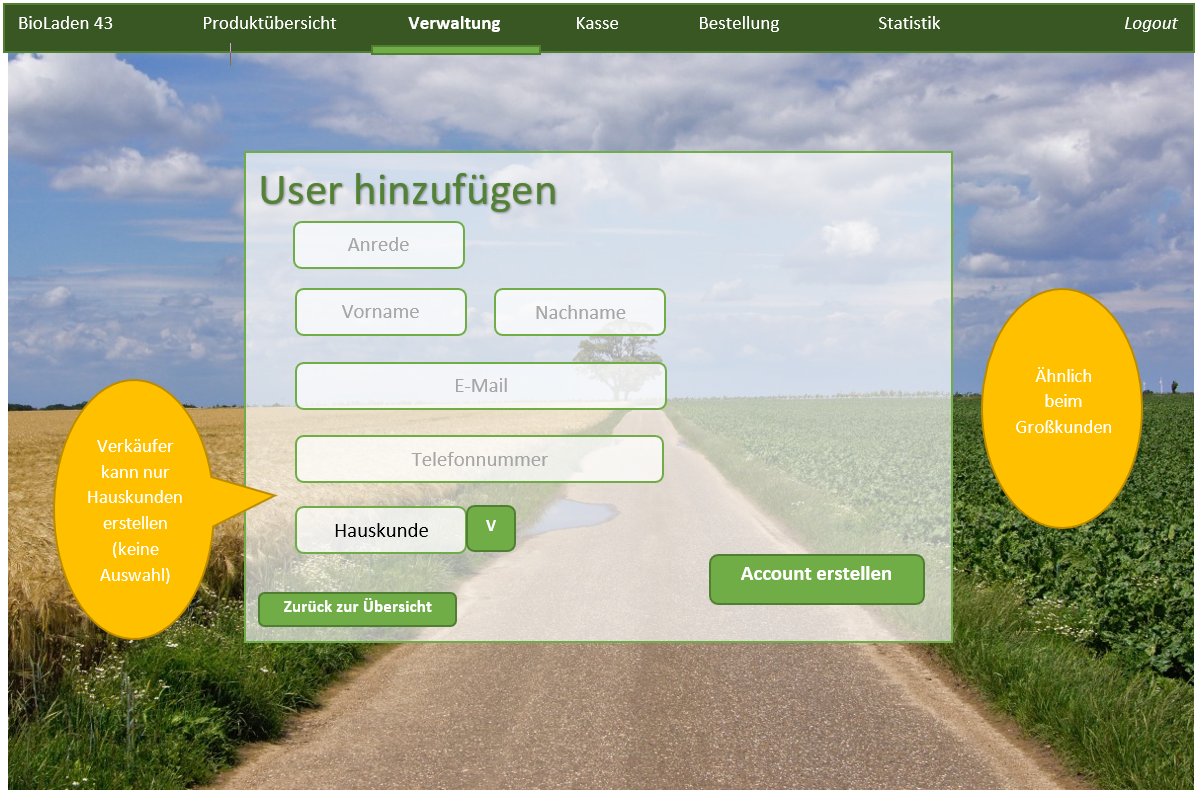 BioLaden 43 Produktübersicht Verwaltung Kasse Bestellung Statistik Logout
User hinzufügen
Anrede
Vorname Nachname
E-Mail
Telefonnummer
Hauskunde V
Account erstellen
Zurück zur Übersicht
Verkäufer
kann nur
Hauskunden
erstellen
(keine
Auswahl)
Ähnlich
beim
Großkunden